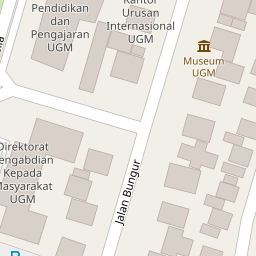 Pendidikan
dan
Pengajaran
UGM
Kantor
Urusan
Internasional
UGM
Museum
UGM
Direktorat
Pengabdian
Kepada
Masyarakat
UGM
Jalan Bungur